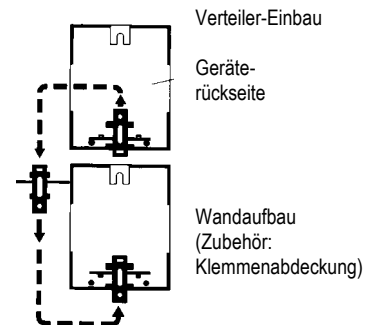 Verteiler-Einbau
Geräte-
rückseite
Wandaufbau
(Zubehör:
Klemmenabdeckung)